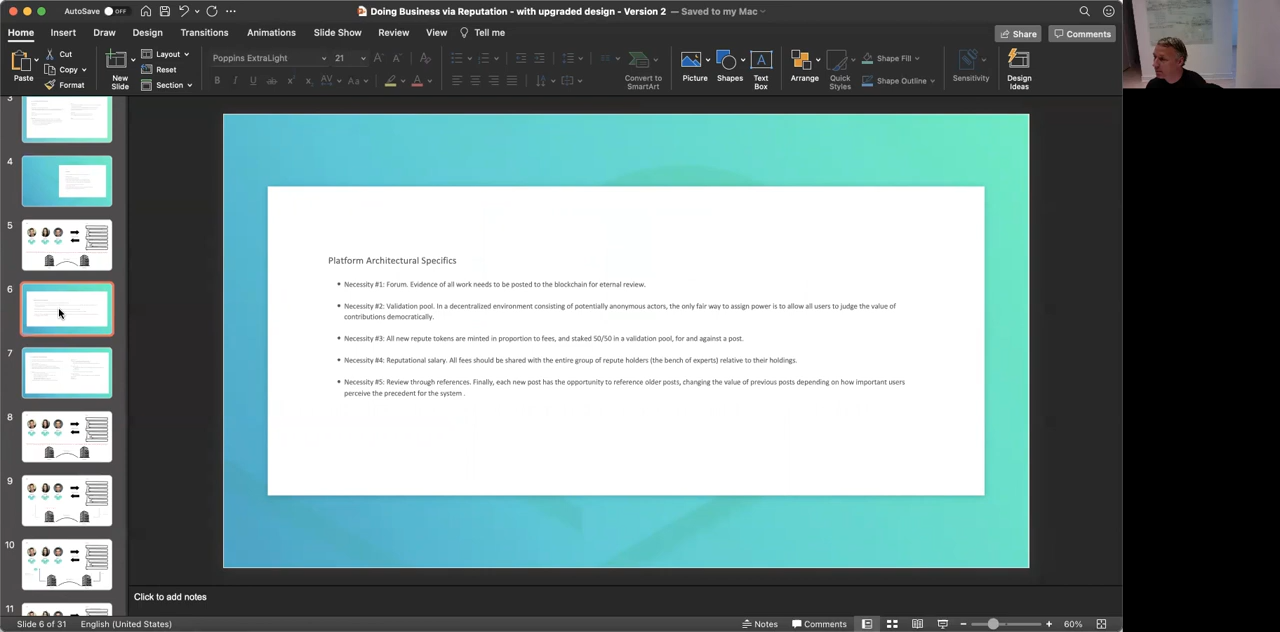 AutoSave OFF
Doing Business via Reputation - with upgraded design - Version 2 — Saved to my Mac
Home Insert Draw Design Transitions Animations Slide Show Review View Tell me
Share Comments
Paste
Cut
Copy
Format
New Slide
Layout
Reset
Section
Poppins ExtraLight 21
Convert to SmartArt
Picture
Shapes
Text Box
Arrange
Quick Styles
Shape Fill
Shape Outline
Sensitivity
Design Ideas
3
4
5
6
7
8
9
10
11
Platform Architectural Specifics
• Necessity #1: Forum. Evidence of all work needs to be posted to the blockchain for eternal review.
• Necessity #2: Validation pool. In a decentralized environment consisting of potentially anonymous actors, the only fair way to assign power is to allow all users to judge the value of
contributions democratically.
• Necessity #3: All new repute tokens are minted in proportion to fees, and staked 50/50 in a validation pool, for and against a post.
• Necessity #4: Reputational salary. All fees should be shared with the entire group of repute holders (the bench of experts) relative to their holdings.
• Necessity #5: Review through references. Finally, each new post has the opportunity to reference older posts, changing the value of previous posts depending on how important users
perceive the precedent for the system .
Click to add notes
Slide 6 of 31 English (United States) Notes Comments 60%